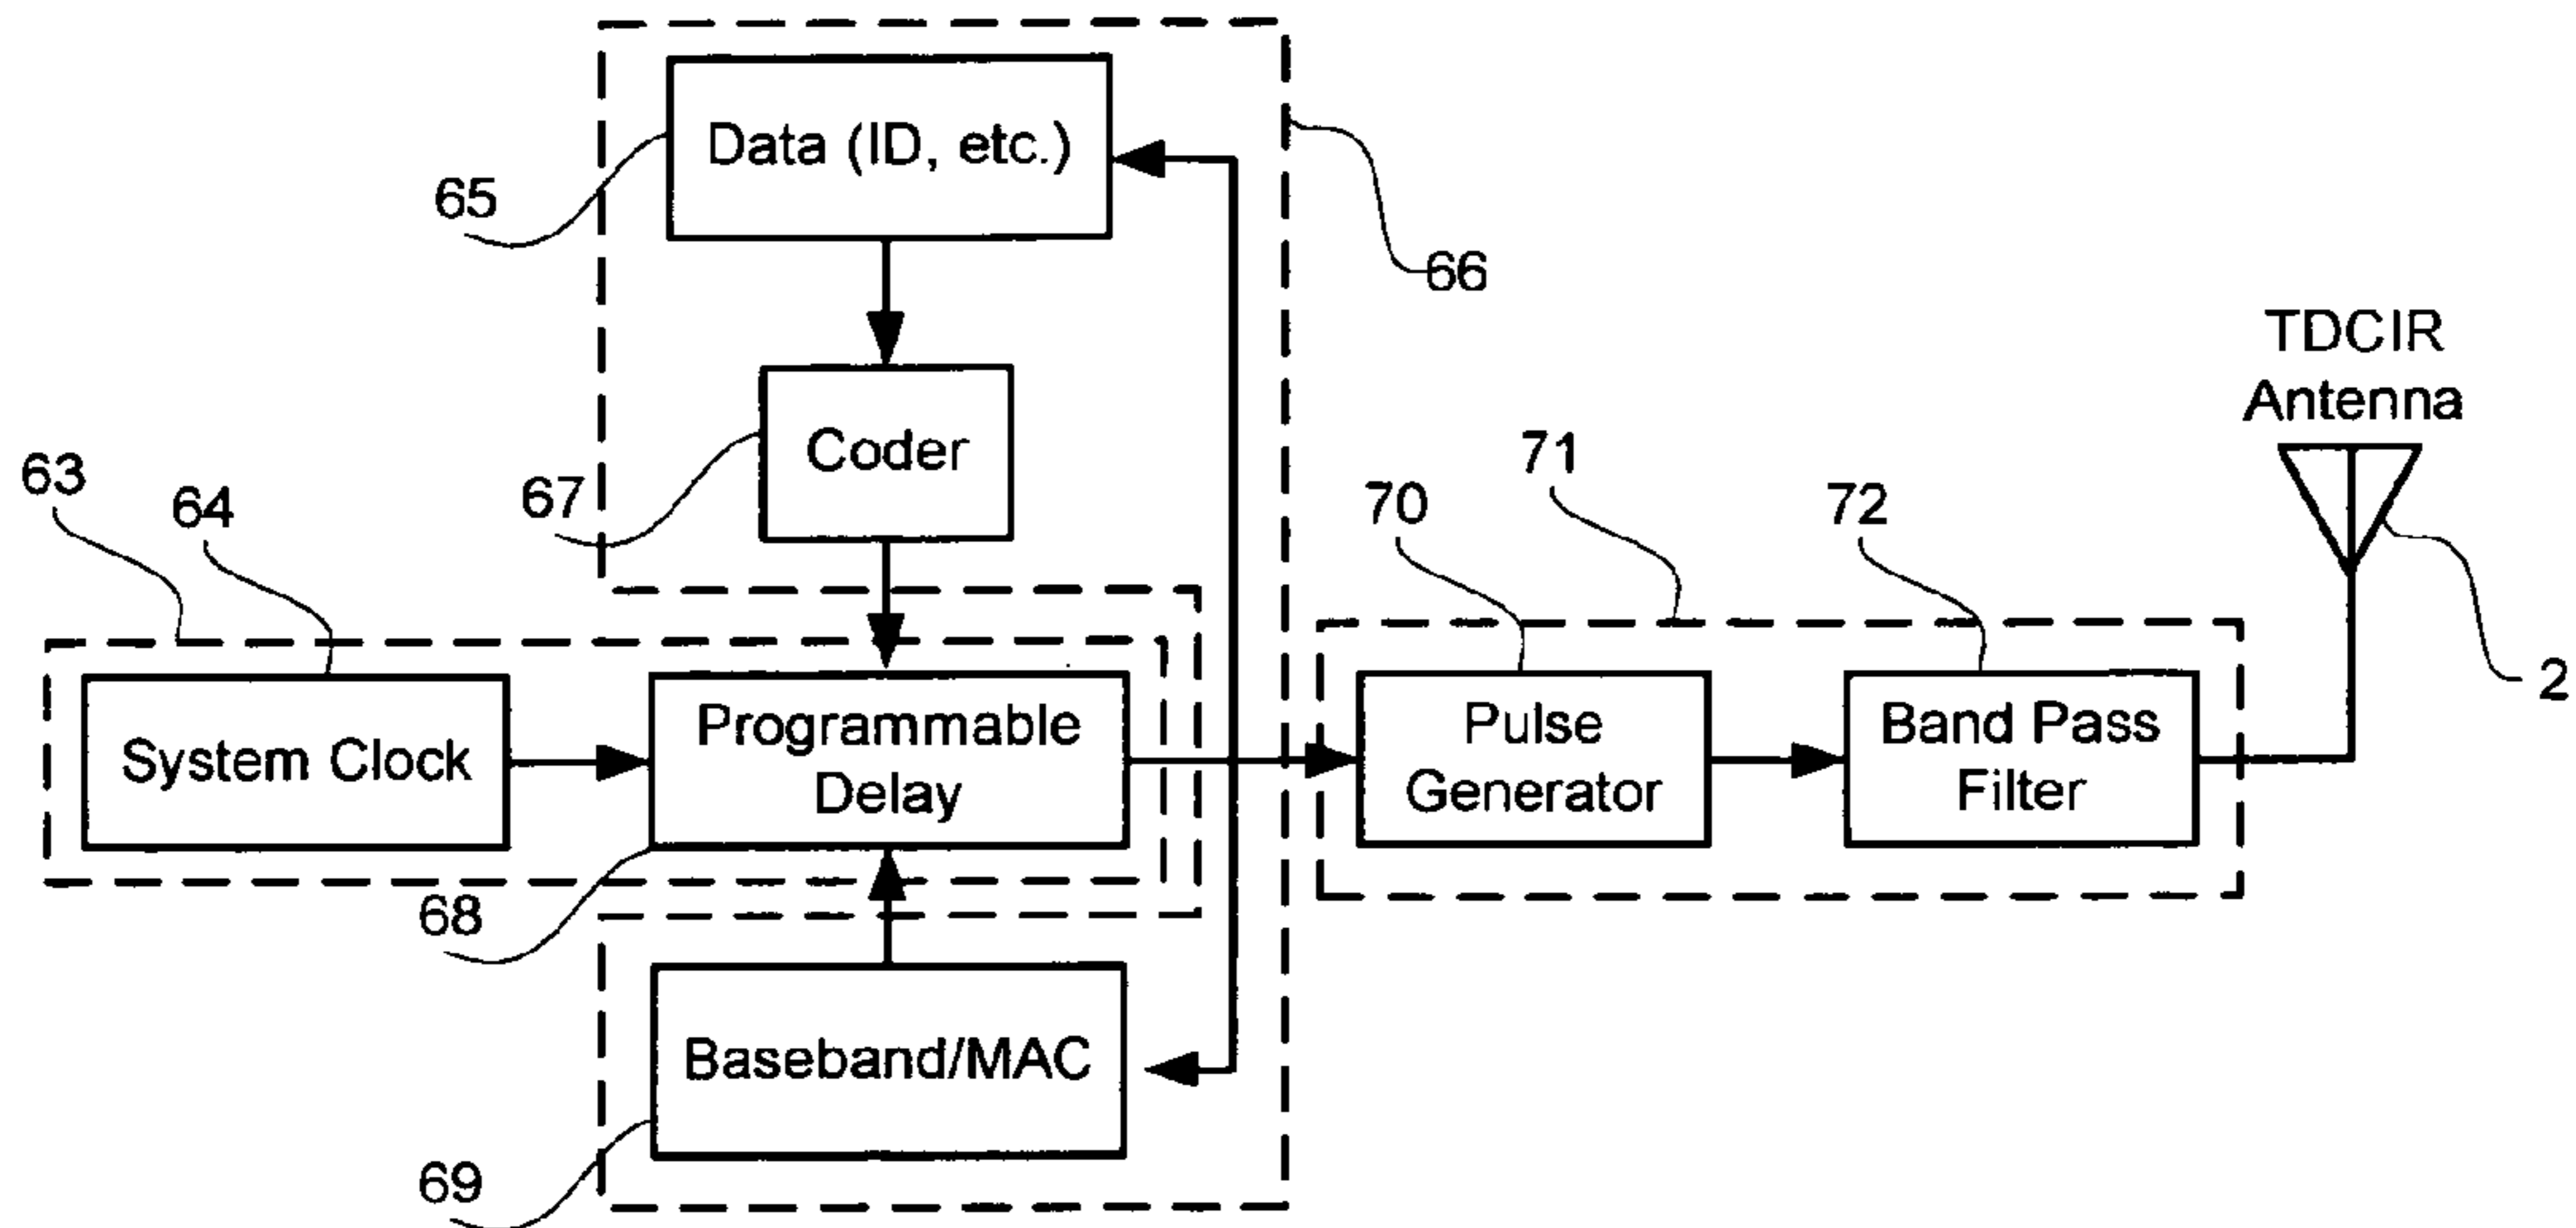 Data (ID, etc.)
65
66
Coder
67
TDCIR
Antenna
63
64
70
71
72
System Clock
Programmable
Delay
Pulse
Generator
Band Pass
Filter
2
68
Baseband/MAC
69